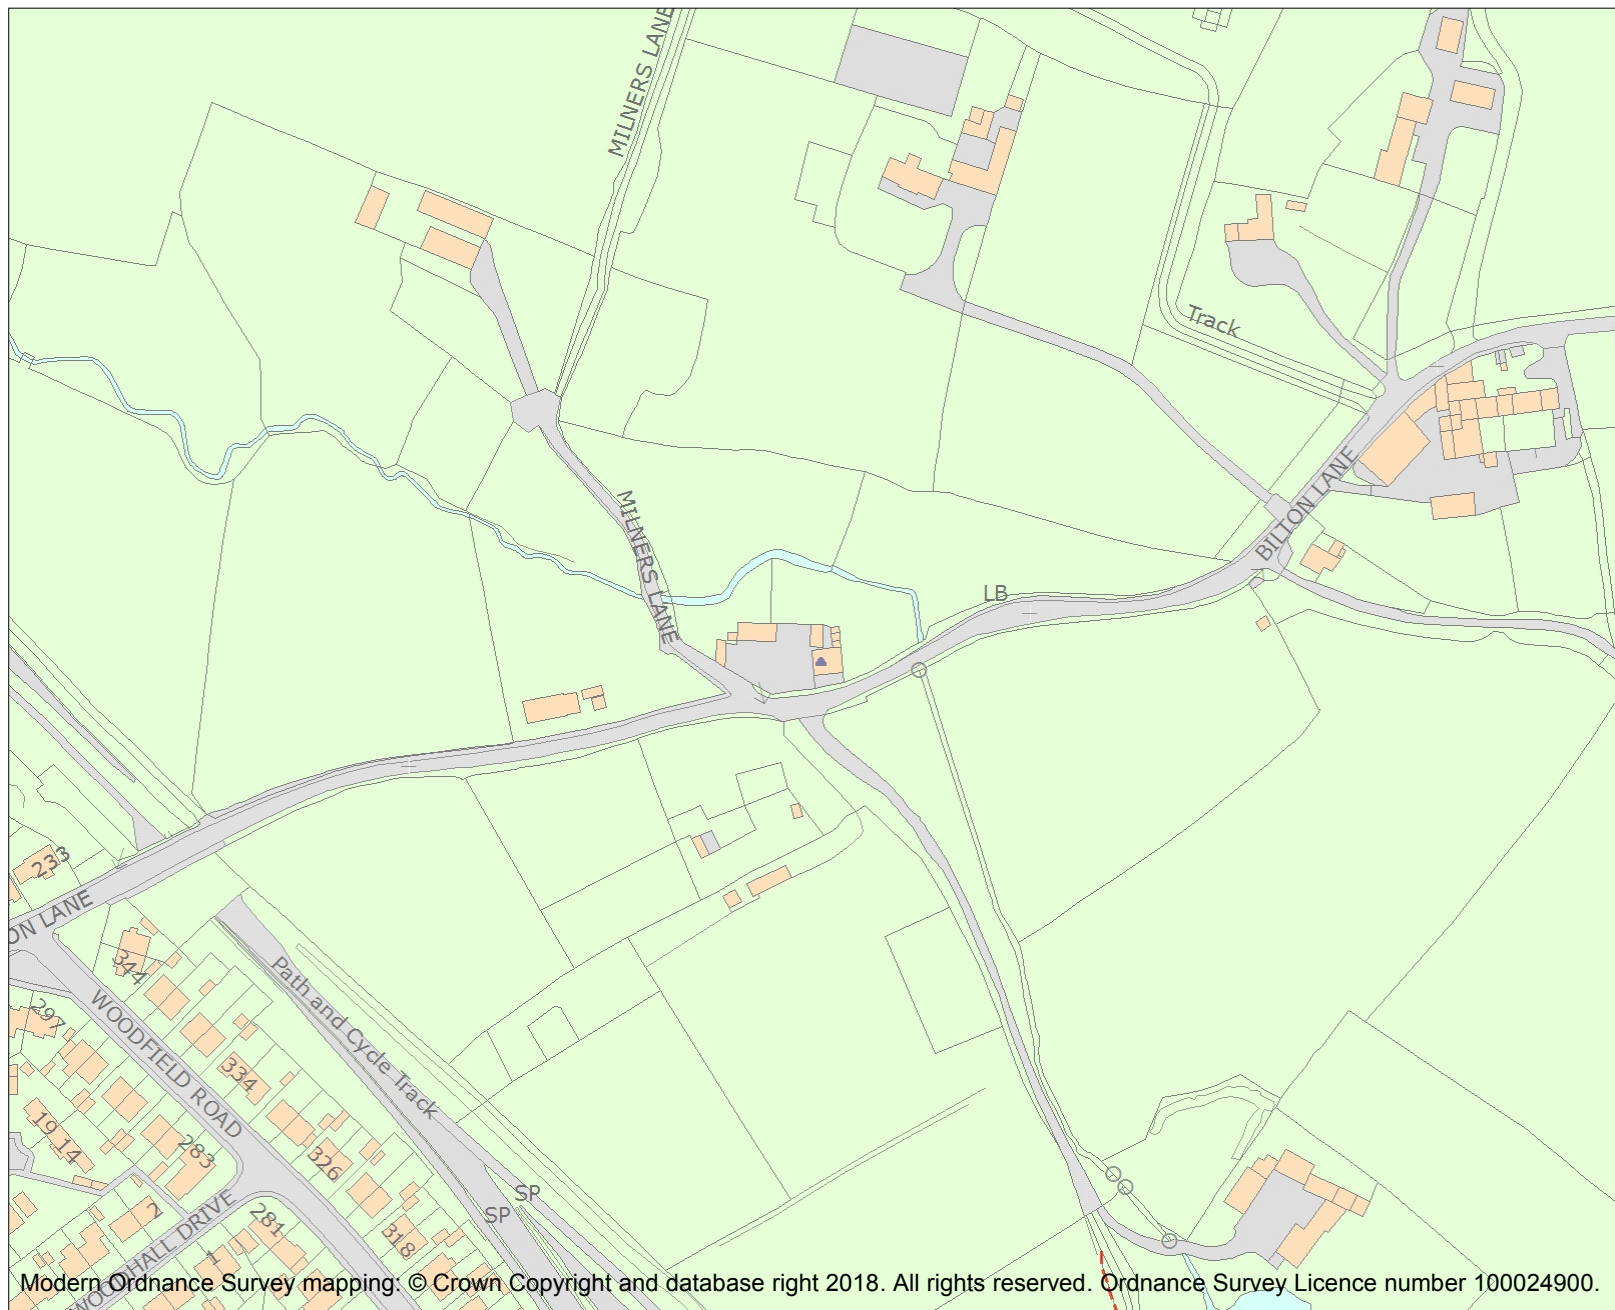 MILNERS LANE
Track
BILTON LANE
MILNERS LANE
LB
233
ON LANE
344
297
WOODFIELD ROAD
Path and Cycle Track
334
19
14
283
326
SP
SP
2
281
318
1
WOODHALL DRIVE
Modern Ordnance Survey mapping: © Crown Copyright and database right 2018. All rights reserved. Ordnance Survey Licence number 100024900.